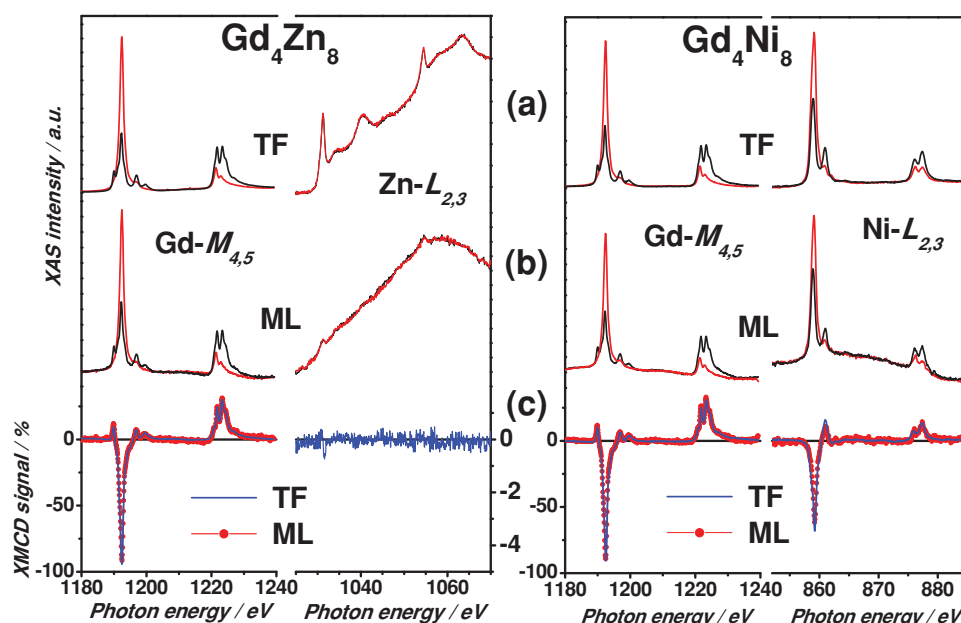 Gd4Zn8
Gd4Ni8
(a)
TF
TF
XAS intensity / a.u.
Zn-L2,3
Gd-M4,5
Gd-M4,5
Ni-L2,3
(b)
ML
ML
(c)
0
0
0
XMCD signal / %
-50
-2
-50
TF
TF
ML
ML
-4
-100
-100
1180 1200 1220 1240
1040 1060
1180 1200 1220 1240
860 870 880
Photon energy / eV
Photon energy / eV
Photon energy / eV
Photon energy / eV